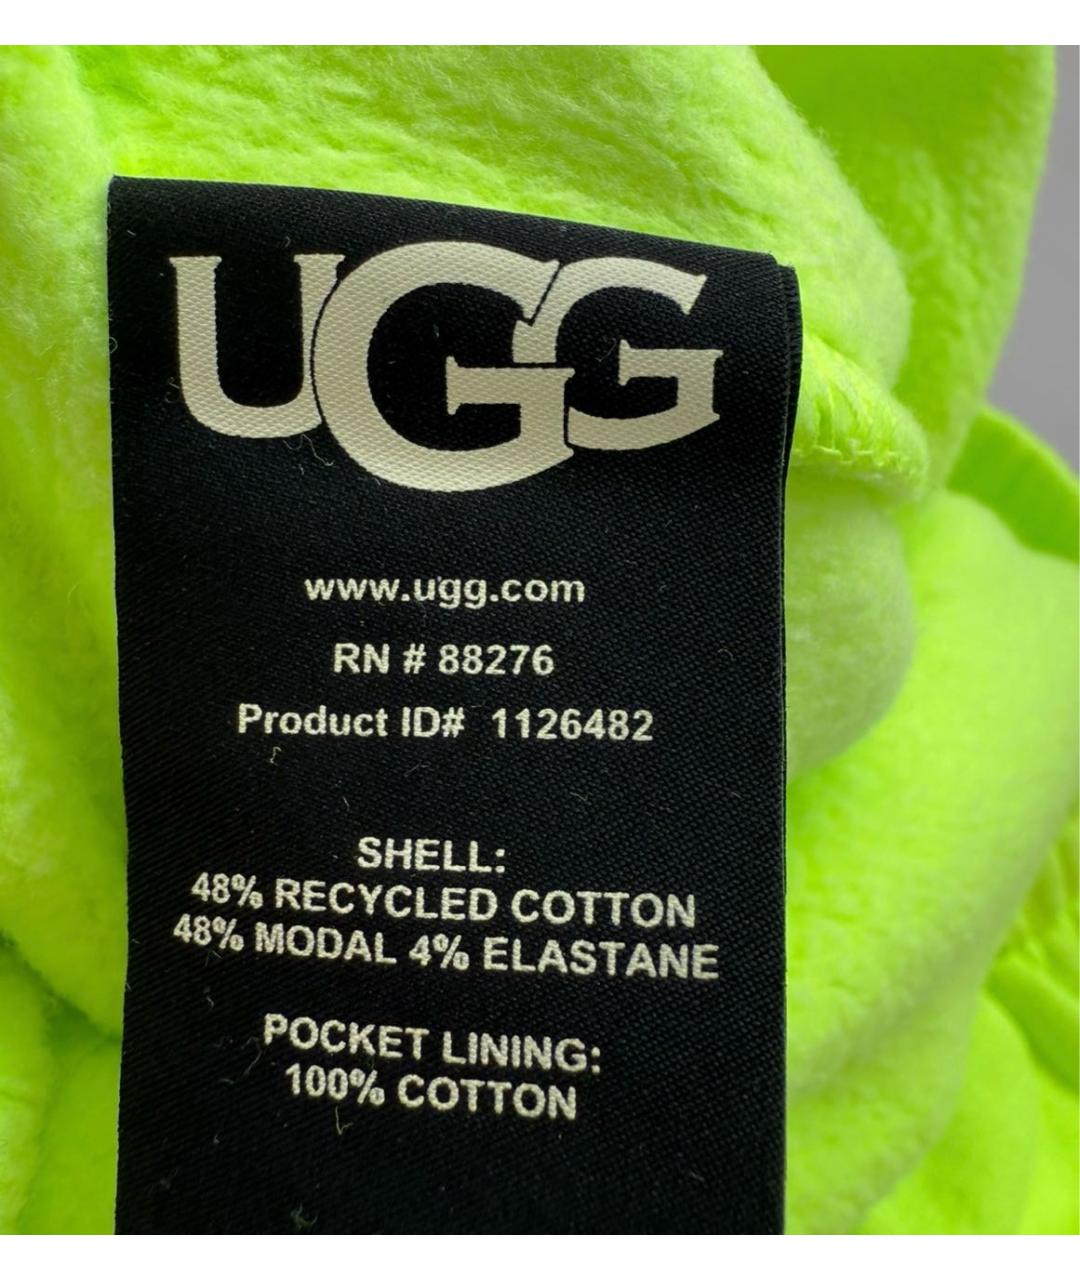 UGG
www.ugg.com
RN # 88276
Product ID# 1126482
SHELL:
48% RECYCLED COTTON
48% MODAL 4% ELASTANE
POCKET LINING:
100% COTTON